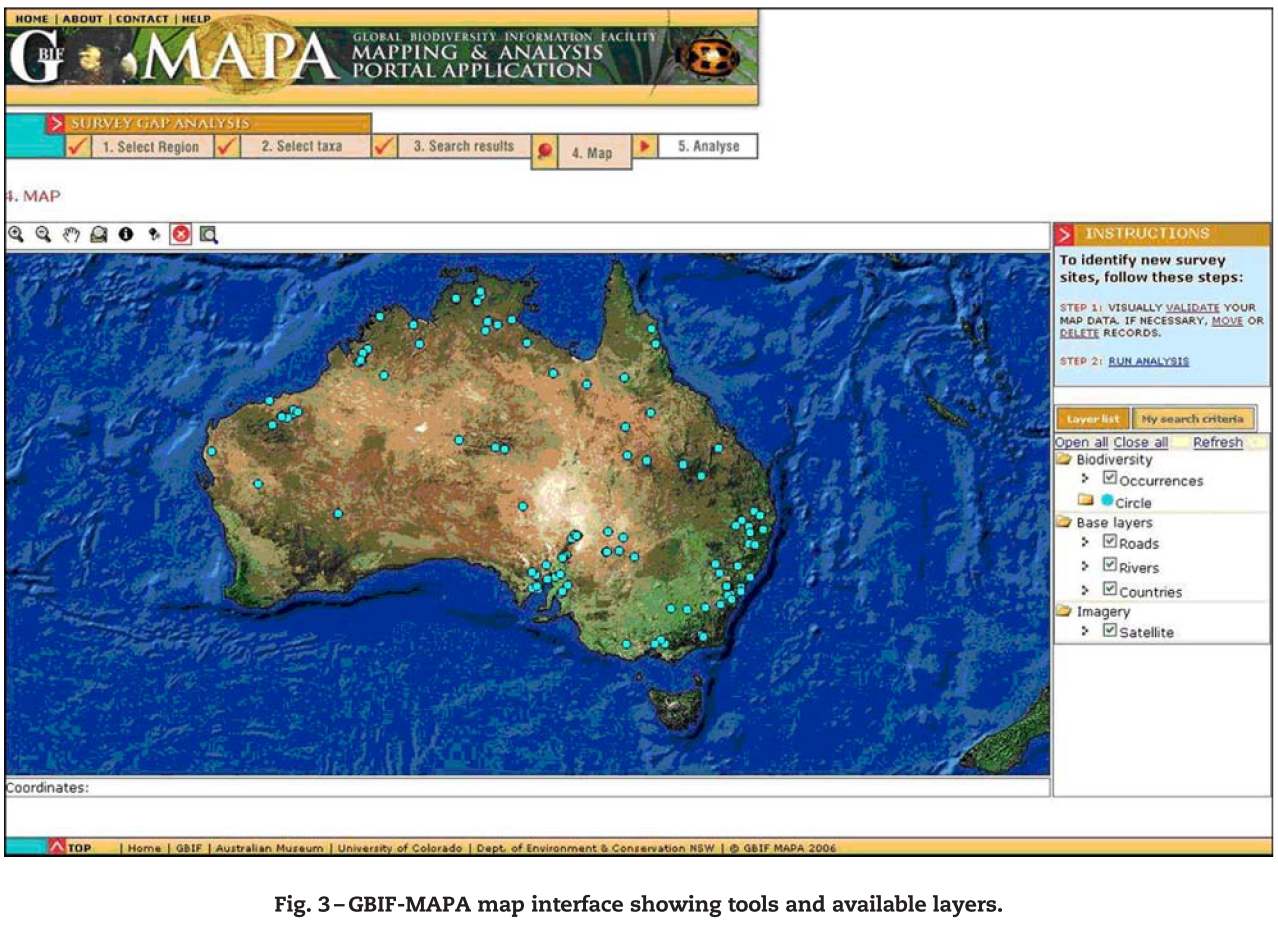 HOME | ABOUT | CONTACT | HELP
GBIF MAPA
GLOBAL BIODIVERSITY INFORMATION FACILITY
MAPPING & ANALYSIS
PORTAL APPLICATION
> SURVEY GAP ANALYSIS
1. Select Region
2. Select taxa
3. Search results
4. Map
5. Analyse
4. MAP
> INSTRUCTIONS
To identify new survey
sites, follow these steps:
STEP 1: VISUALLY VALIDATE YOUR
MAP DATA. IF NECESSARY, MOVE OR
DELETE RECORDS.
STEP 2: RUN ANALYSIS
Layer list
My search criteria
Open all Close all Refresh
Biodiversity
Occurrences
Circle
Base layers
Roads
Rivers
Countries
Imagery
Satellite
Coordinates:
TOP | Home | GBIF | Australian Museum | University of Colorado | Dept. of Environment & Conservation NSW | © GBIF MAPA 2006
Fig. 3 – GBIF-MAPA map interface showing tools and available layers.